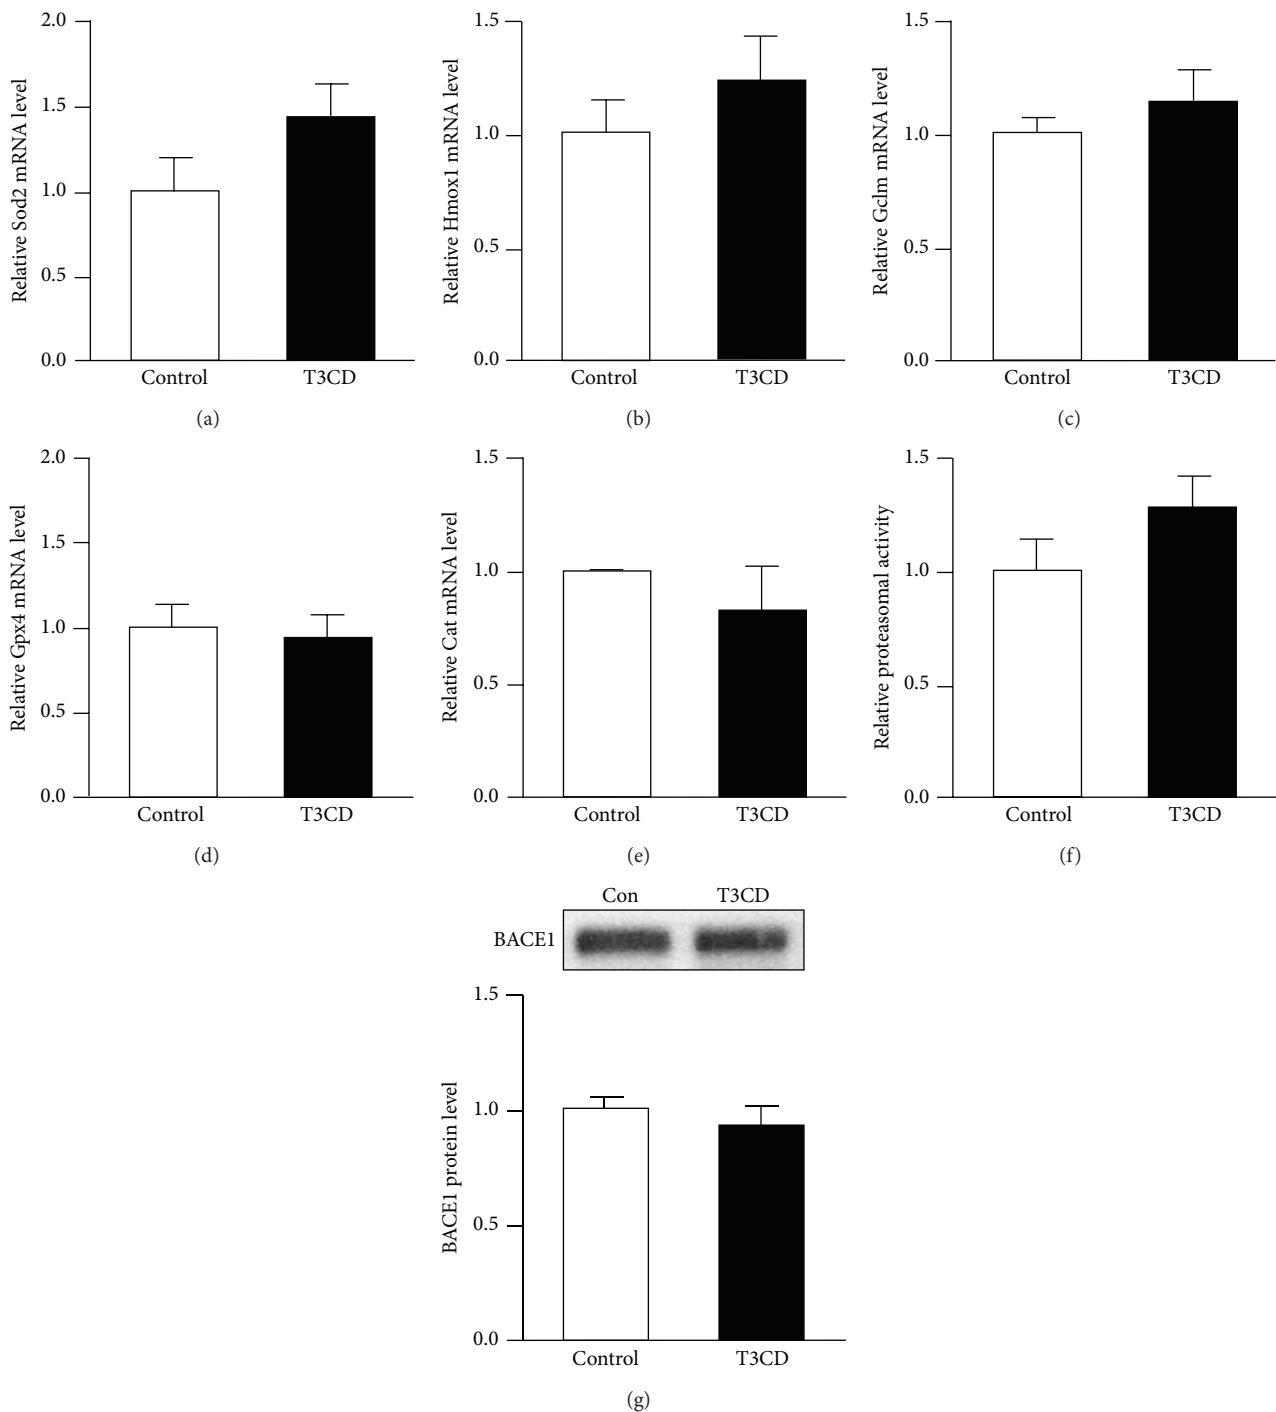 Relative Sod2 mRNA level
2.0
1.5
1.0
0.5
0.0
Control T3CD
(a)
Relative Hmox1 mRNA level
1.5
1.0
0.5
0.0
Control T3CD
(b)
Relative Gclm mRNA level
1.5
1.0
0.5
0.0
Control T3CD
(c)
Relative Gpx4 mRNA level
2.0
1.5
1.0
0.5
0.0
Control T3CD
(d)
Relative Cat mRNA level
1.5
1.0
0.5
0.0
Control T3CD
(e)
Relative proteasomal activity
1.5
1.0
0.5
0.0
Control T3CD
(f)
Con T3CD
BACE1
BACE1 protein level
1.5
1.0
0.5
0.0
Control T3CD
(g)